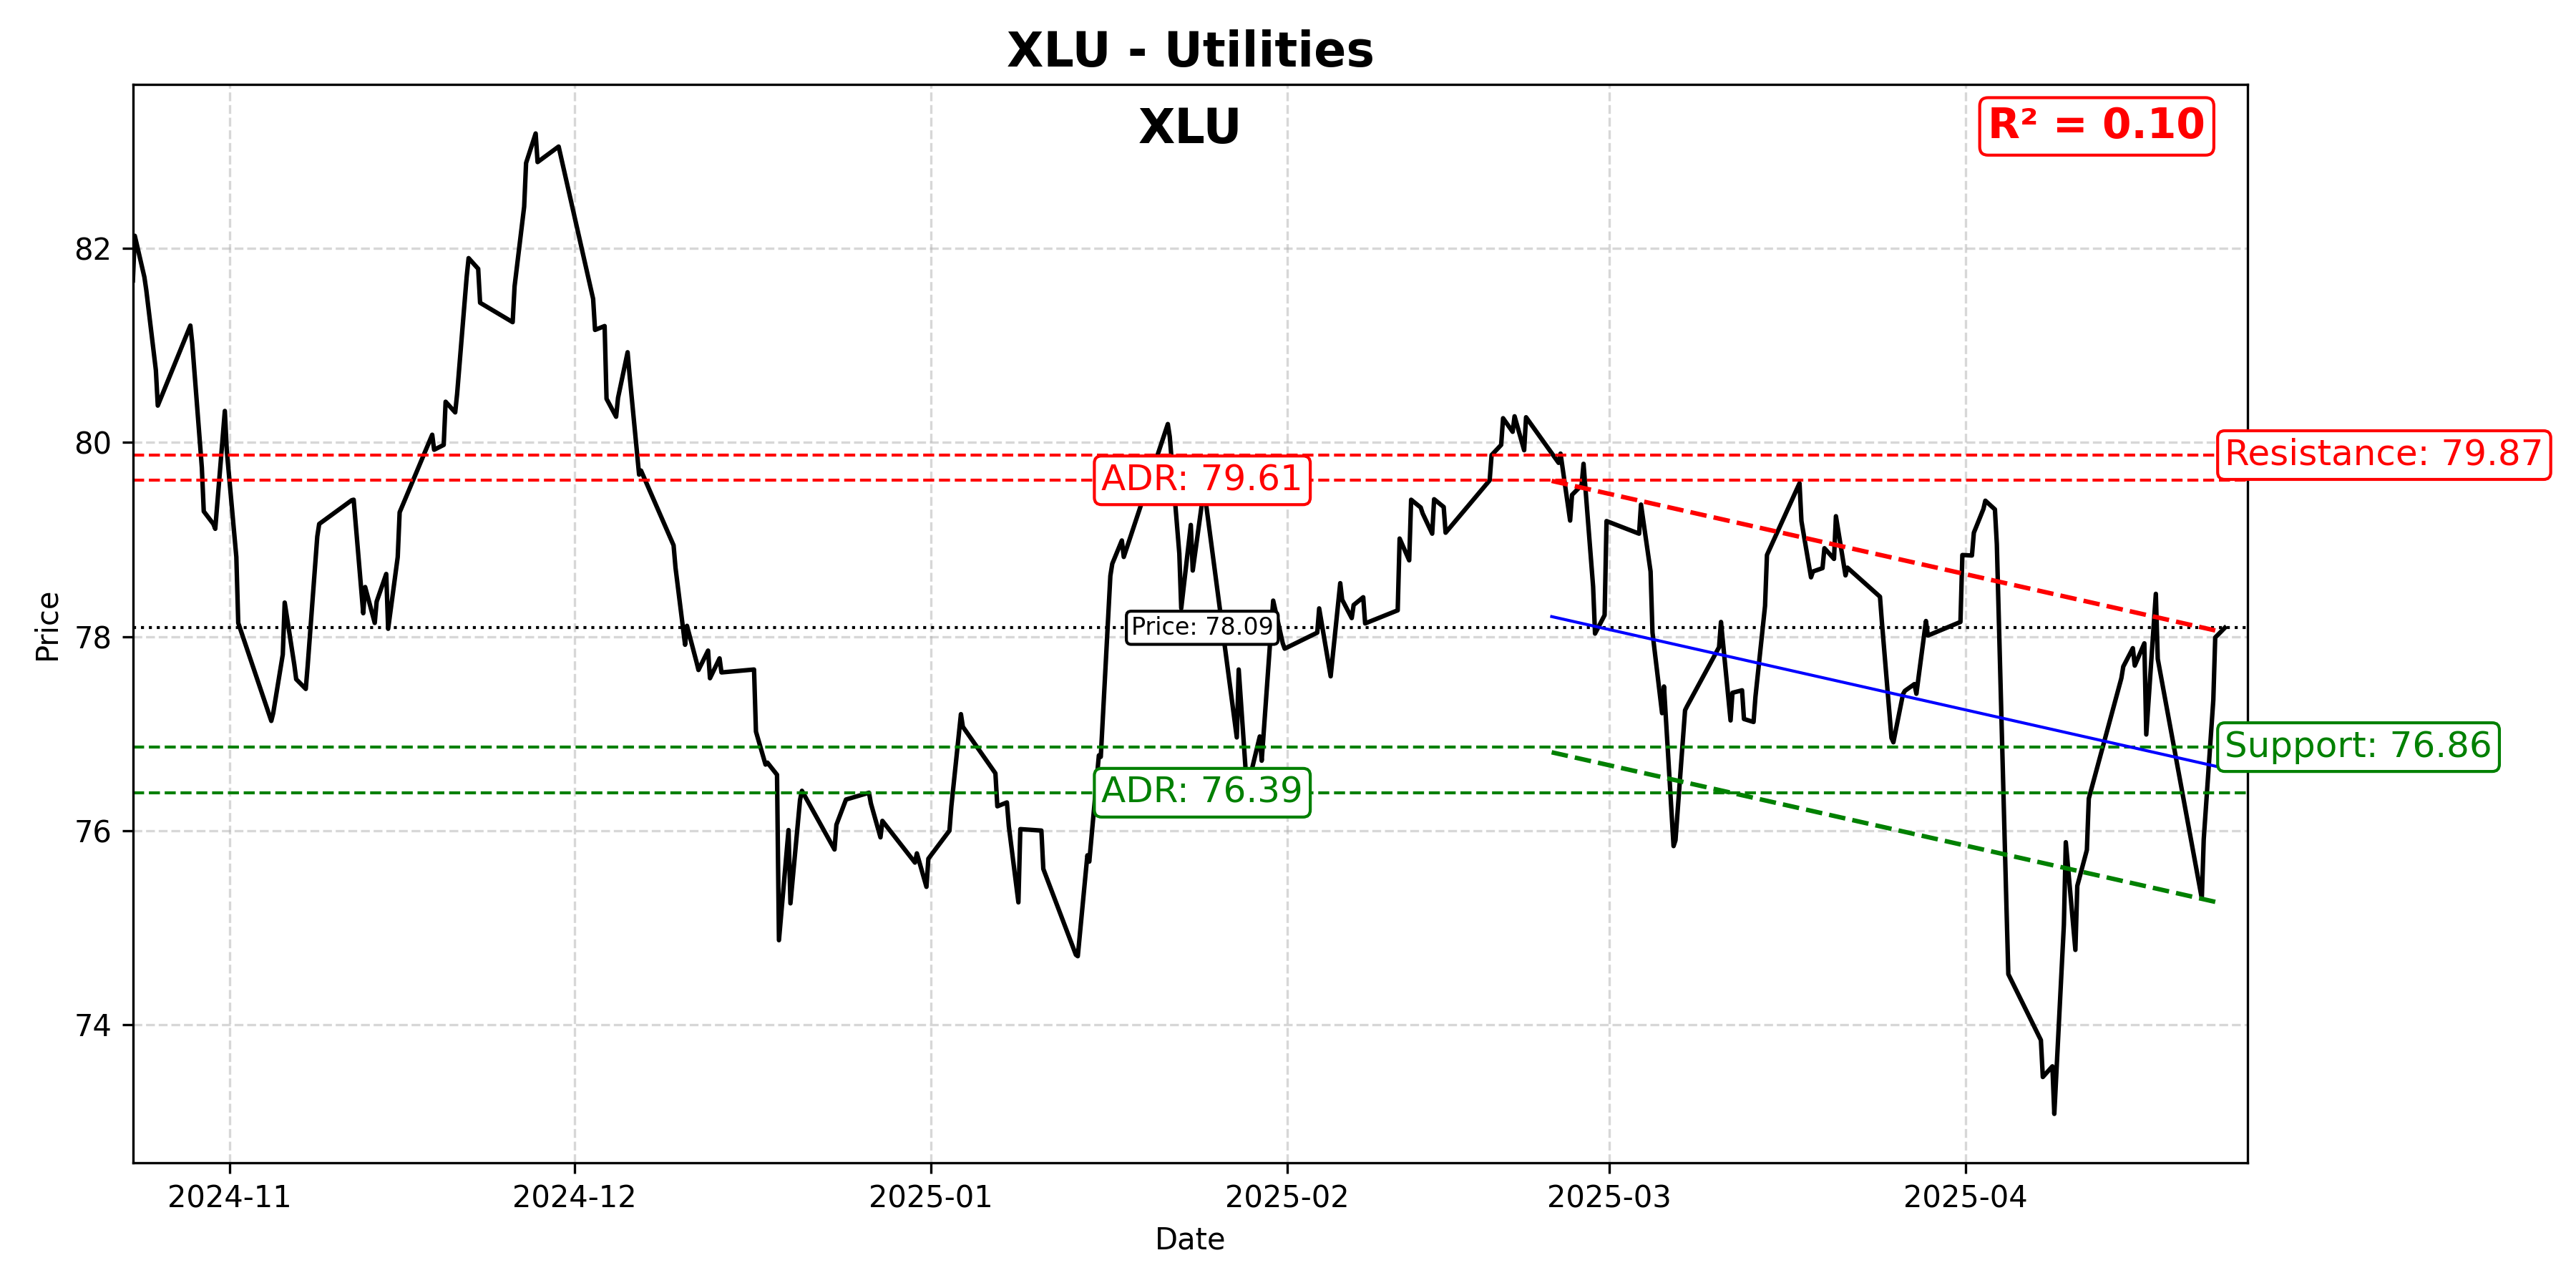 XLU - Utilities
XLU
R² = 0.10
82
80
78
76
74
Price
Resistance: 79.87
ADR: 79.61
Price: 78.09
Support: 76.86
ADR: 76.39
2024-11
2024-12
2025-01
2025-02
2025-03
2025-04
Date